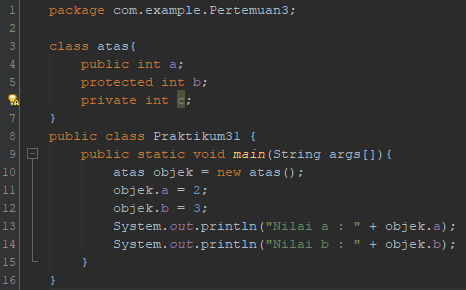 1 package com.example.Pertemuan3;
2
3 class atas{
4 public int a;
5 protected int b;
private int c;
7 }
8 public class Praktikum31 {
9 public static void main(String args[]){
10 atas objek = new atas();
11 objek.a = 2;
12 objek.b = 3;
13 System.out.println("Nilai a : " + objek.a);
14 System.out.println("Nilai b : " + objek.b);
15 }
16 }